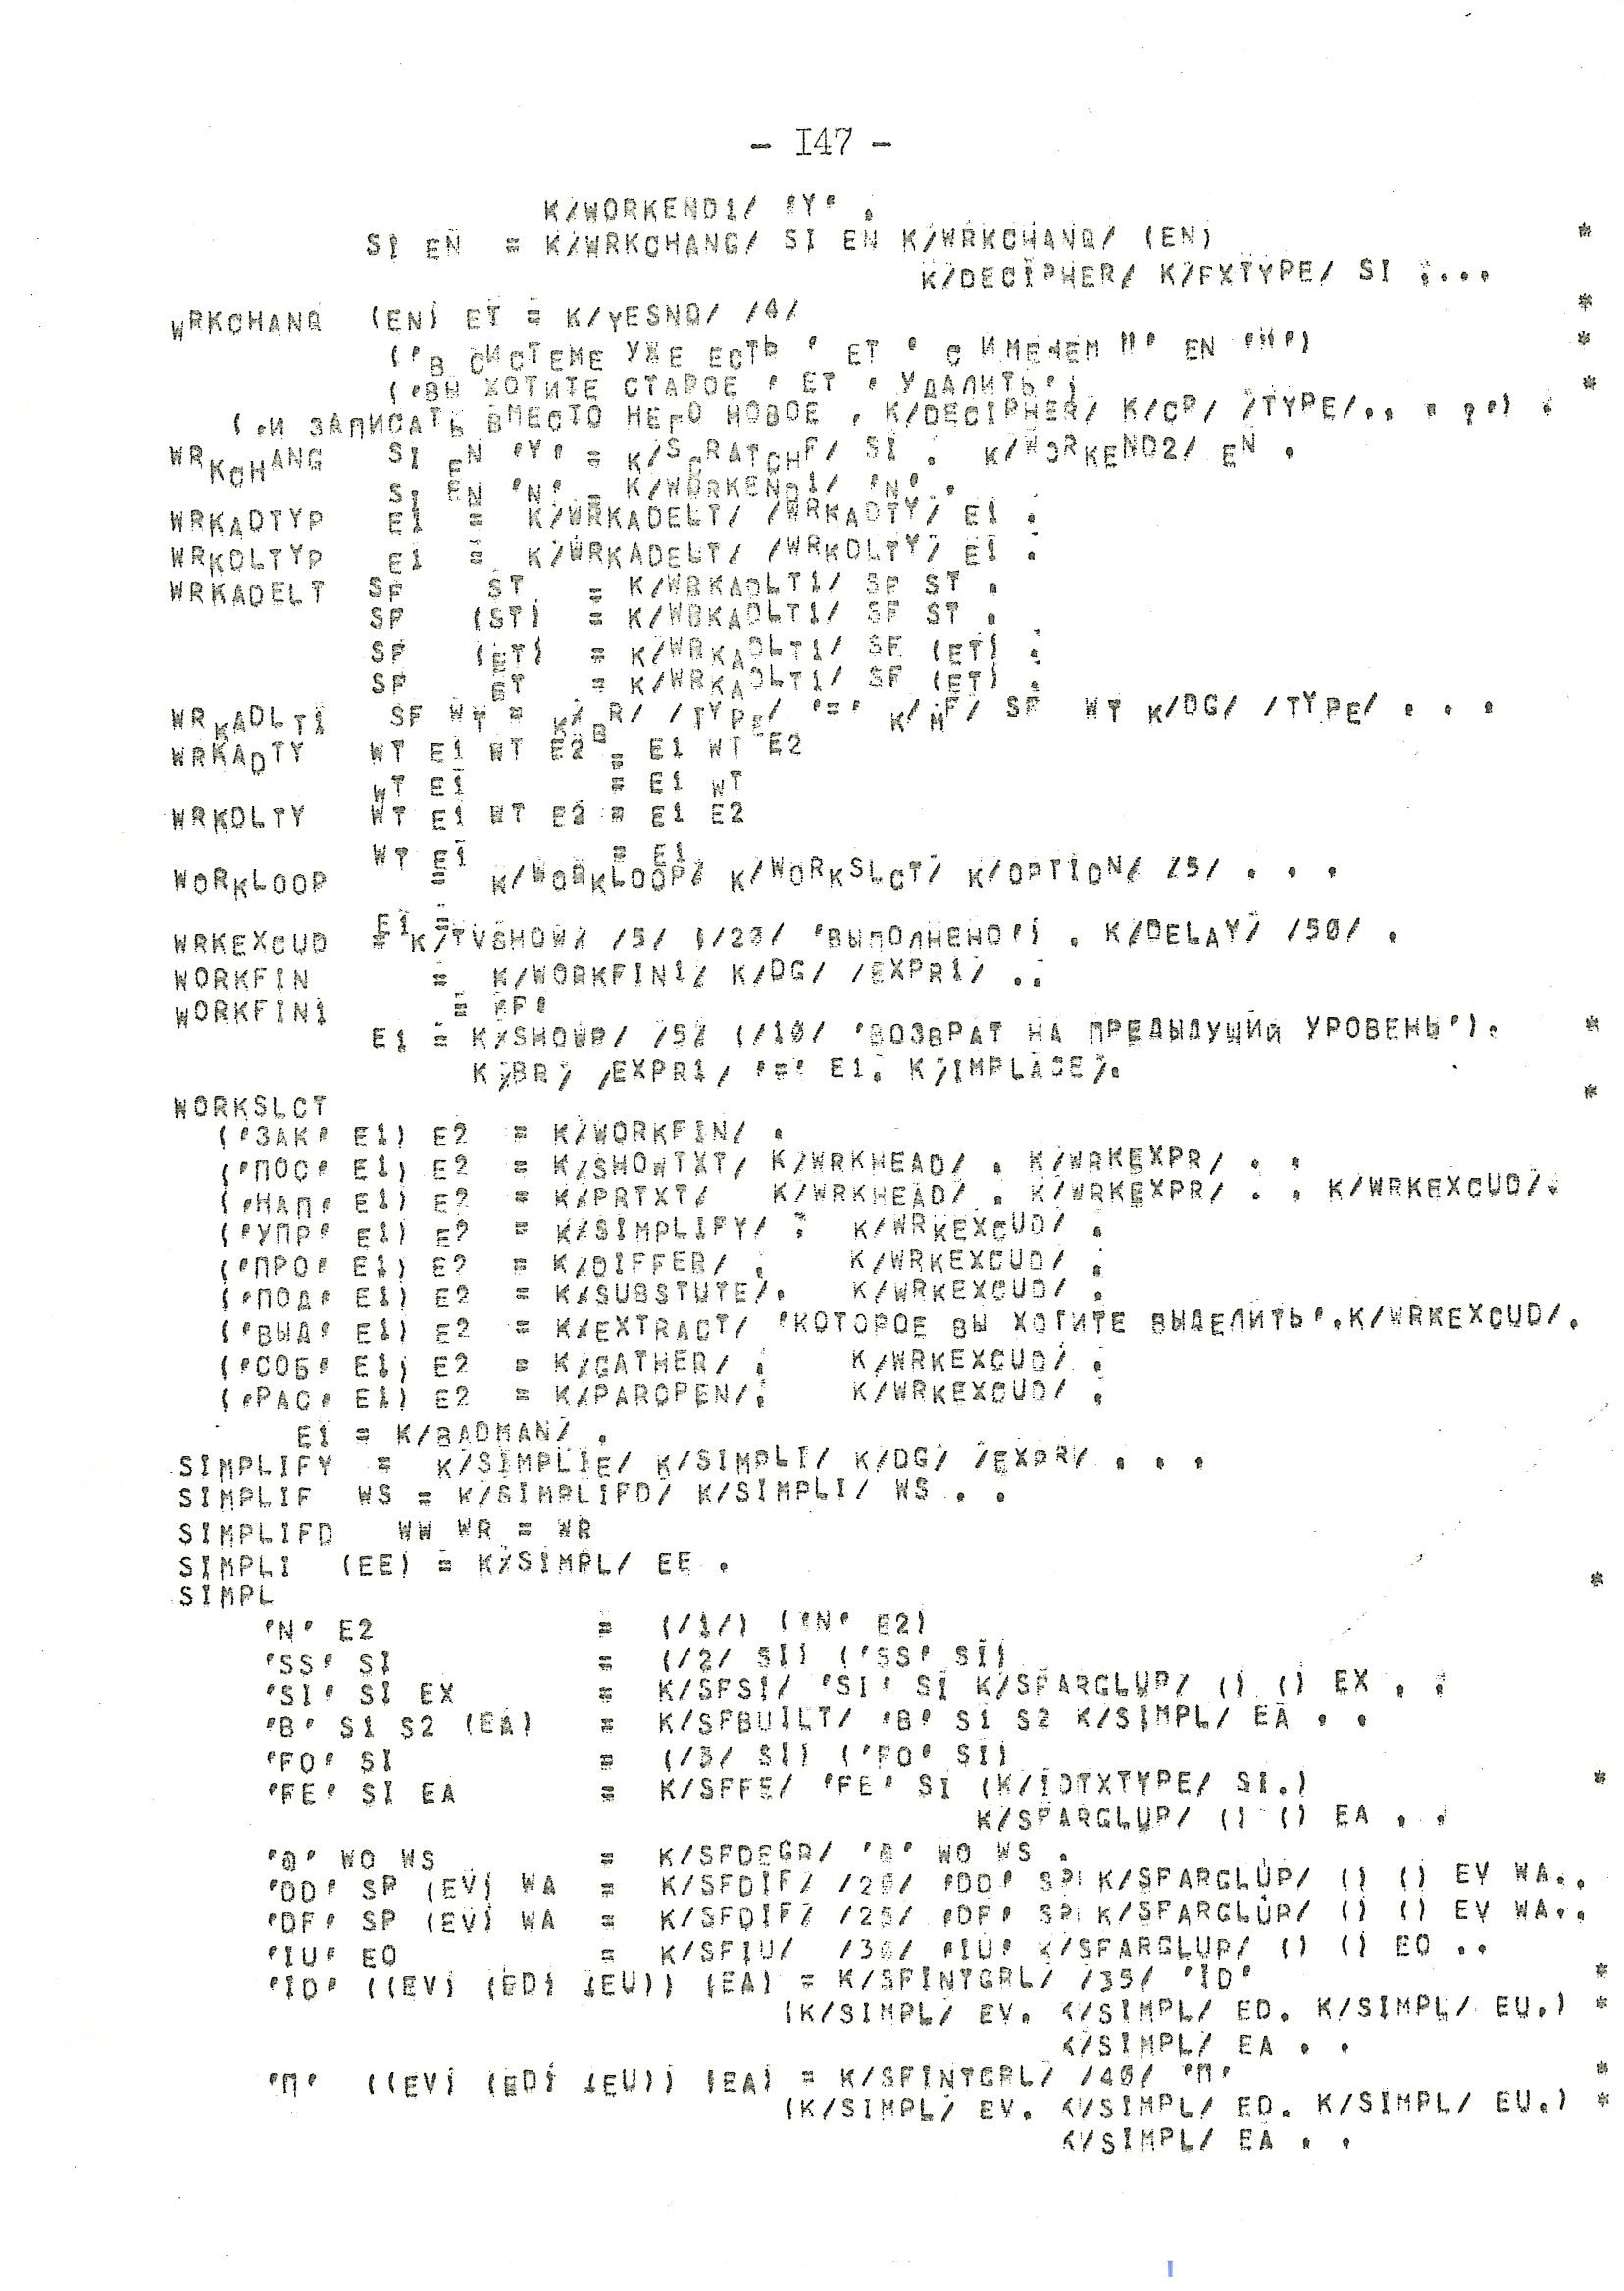 - I47 -
K/WORKEND1/ 'Y' .
SI EN = K/WRKCHANG/ SI EN K/WRKCHANQ/ (EN) *
K/DECIPHER/ K/FXTYPE/ SI ....
WRKCHANQ (EN) ET = K/YESNO/ /4/ *
('В СИСТЕМЕ УЖЕ ЕСТЬ ' ET ' С ИМЕНЕМ "' EN '"') *
('ВЫ ХОТИТЕ СТАРОЕ ' ET ' УДАЛИТЬ') *
('И ЗАПИСАТЬ ВМЕСТО НЕГО НОВОЕ ' K/DECIPHER/ K/CP/ /TYPE/.. . '.') .
WRKCHANG SI EN 'Y' = K/SCRATCHF/ SI . K/WORKEND2/ EN .
SI EN 'N' = K/WORKEND1/ 'N' .
WRKADTYP E1 = K/WRKADELT/ /WRKADTY/ E1 .
WRKDLTYP E1 = K/WRKADELT/ /WRKDLTY/ E1 .
WRKADELT SF ST = K/WRKADLT1/ SF ST .
SF (ST) = K/WRKADLT1/ SF ST .
SF (ET) = K/WRKADLT1/ SF (ET) .
SF ET = K/WRKADLT1/ SF (ET) .
WRKADLT1 SF WT = K/BR/ /TYPE/ '=' K/MF/ SF WT K/DG/ /TYPE/ . . .
WRKADTY WT E1 WT E2 = E1 WT E2
WT E1 = E1 WT
WRKDLTY WT E1 WT E2 = E1 E2
WT E1 = E1
WORKLOOP = K/WORKLOOP/ K/WORKSLCT/ K/OPTION/ /5/ . . .
E1 =
WRKEXCUD = K/TVSHOW/ /5/ (/20/ 'ВЫПОЛНЕНО') . K/DELAY/ /50/ .
WORKFIN = K/WORKFIN1/ K/DG/ /EXPR1/ ..
WORKFIN1 = 'F'
E1 = K/SHOWP/ /5/ (/10/ 'ВОЗВРАТ НА ПРЕДЫДУЩИЙ УРОВЕНЬ'). *
K/BR/ /EXPR1/ '=' E1. K/IMPLACE/.
WORKSLCT *
('ЗАК' E1) E2 = K/WORKFIN/ .
('ПОС' E1) E2 = K/SHOWTXT/ K/WRKHEAD/ . K/WRKEXPR/ . .
('НАП' E1) E2 = K/PRTXT/ K/WRKHEAD/ . K/WRKEXPR/ . . K/WRKEXCUD/.
('УПР' E1) E2 = K/SIMPLIFY/ . K/WRKEXCUD/ .
('ПРО' E1) E2 = K/DIFFER/ . K/WRKEXCUD/ .
('ПОД' E1) E2 = K/SUBSTUTE/. K/WRKEXCUD/ .
('ВЫД' E1) E2 = K/EXTRACT/ 'КОТОРОЕ ВЫ ХОТИТЕ ВЫДЕЛИТЬ'.K/WRKEXCUD/.
('СОБ' E1) E2 = K/GATHER/ . K/WRKEXCUD/ .
('РАС' E1) E2 = K/PAROPEN/. K/WRKEXCUD/ .
E1 = K/BADMAN/ .
SIMPLIFY = K/SIMPLIF/ K/SIMPLI/ K/DG/ /EXPR/ . . .
SIMPLIF WS = K/SIMPLIFD/ K/SIMPLI/ WS . .
SIMPLIFD WW WR = WR
SIMPLI (EE) = K/SIMPL/ EE .
SIMPL *
'N' E2 = (/1/) ('N' E2)
'SS' SI = (/2/ SI) ('SS' SI)
'SI' SI EX = K/SFSI/ 'SI' SI K/SFARGLUP/ () () EX . .
'B' S1 S2 (EA) = K/SFBUILT/ 'B' S1 S2 K/SIMPL/ EA . .
'FO' SI = (/3/ SI) ('FO' SI)
'FE' SI EA = K/SFFE/ 'FE' SI (K/IDTXTYPE/ SI.) *
K/SFARGLUP/ () () EA . .
'@' WO WS = K/SFDEGR/ '@' WO WS .
'DD' SP (EV) WA = K/SFDIF/ /20/ 'DD' SP K/SFARGLUP/ () () EV WA..
'DF' SP (EV) WA = K/SFDIF/ /25/ 'DF' SP K/SFARGLUP/ () () EV WA..
'IU' EO = K/SFIU/ /30/ 'IU' K/SFARGLUP/ () () EO ..
'ID' ((EV) (ED) (EU)) (EA) = K/SFINTGRL/ /35/ 'ID' *
(K/SIMPL/ EV. K/SIMPL/ ED. K/SIMPL/ EU.) *
K/SIMPL/ EA . .
'П' ((EV) (ED) (EU)) (EA) = K/SFINTGRL/ /40/ 'П' *
(K/SIMPL/ EV. K/SIMPL/ ED. K/SIMPL/ EU.) *
K/SIMPL/ EA . .